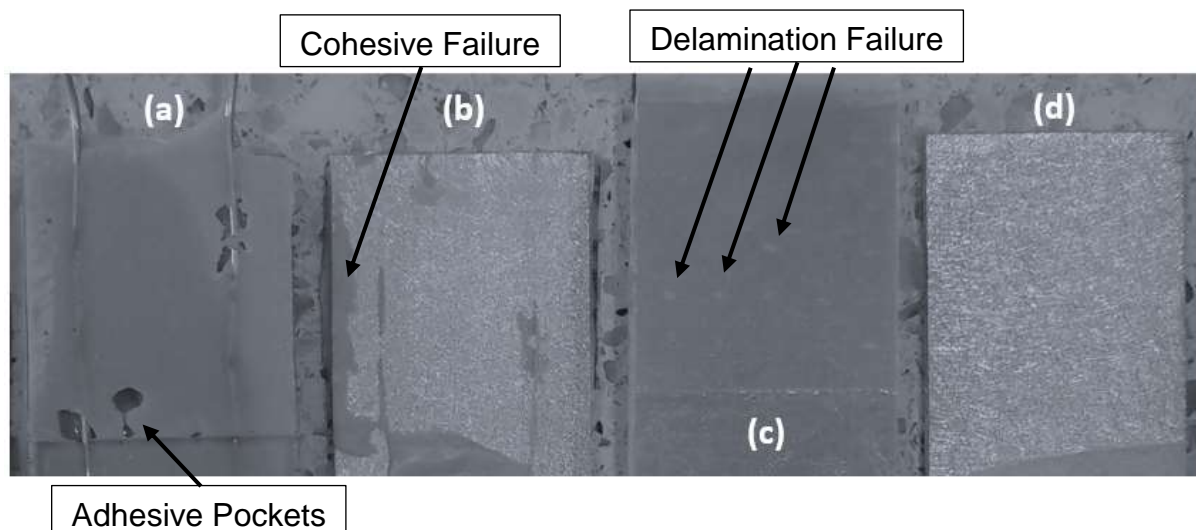 Cohesive Failure
Delamination Failure
(a)
(b)
(d)
(c)
Adhesive Pockets